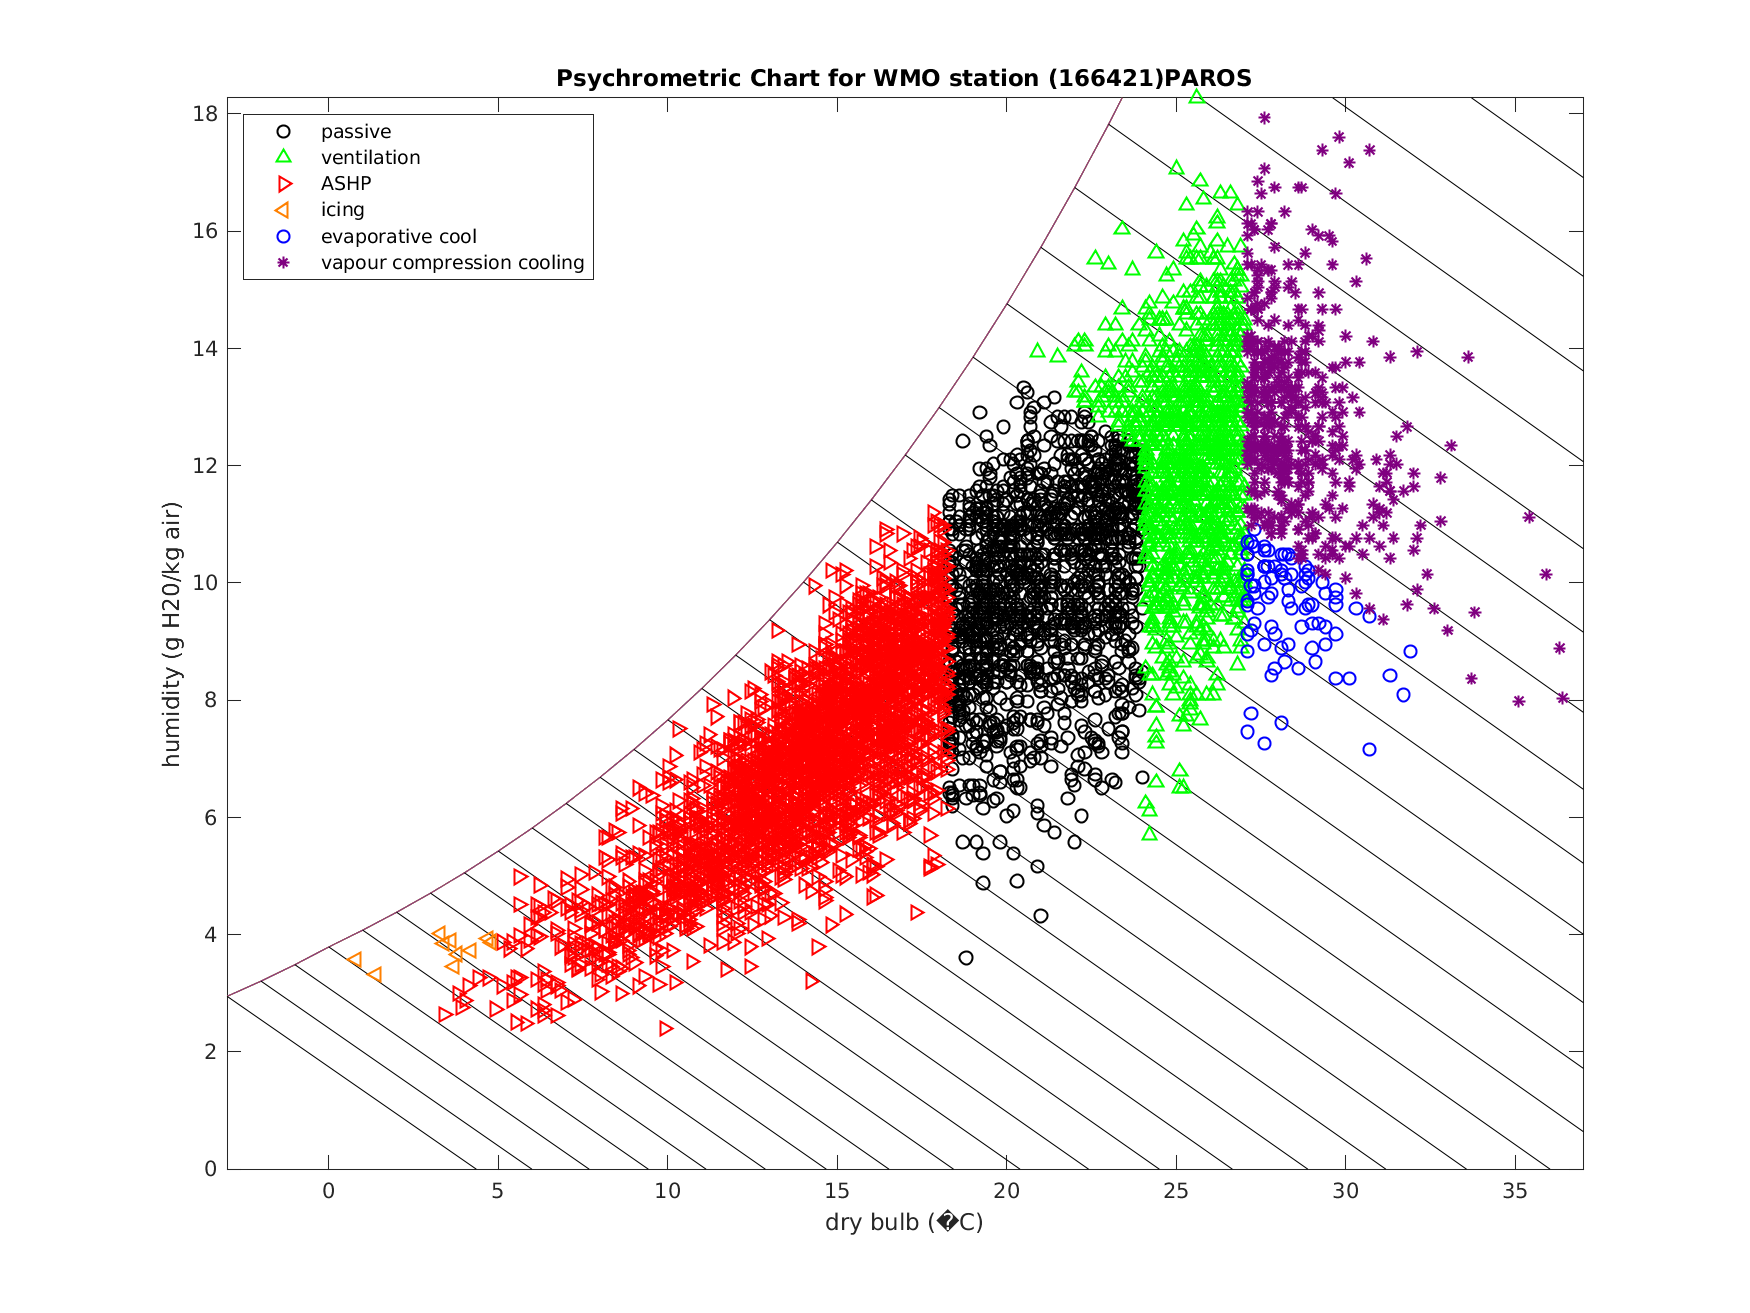 Psychrometric Chart for WMO station (166421)PAROS
passive
ventilation
ASHP
icing
evaporative cool
vapour compression cooling
humidity (g H20/kg air)
18
16
14
12
10
8
6
4
2
0
0 5 10 15 20 25 30 35
dry bulb (�C)